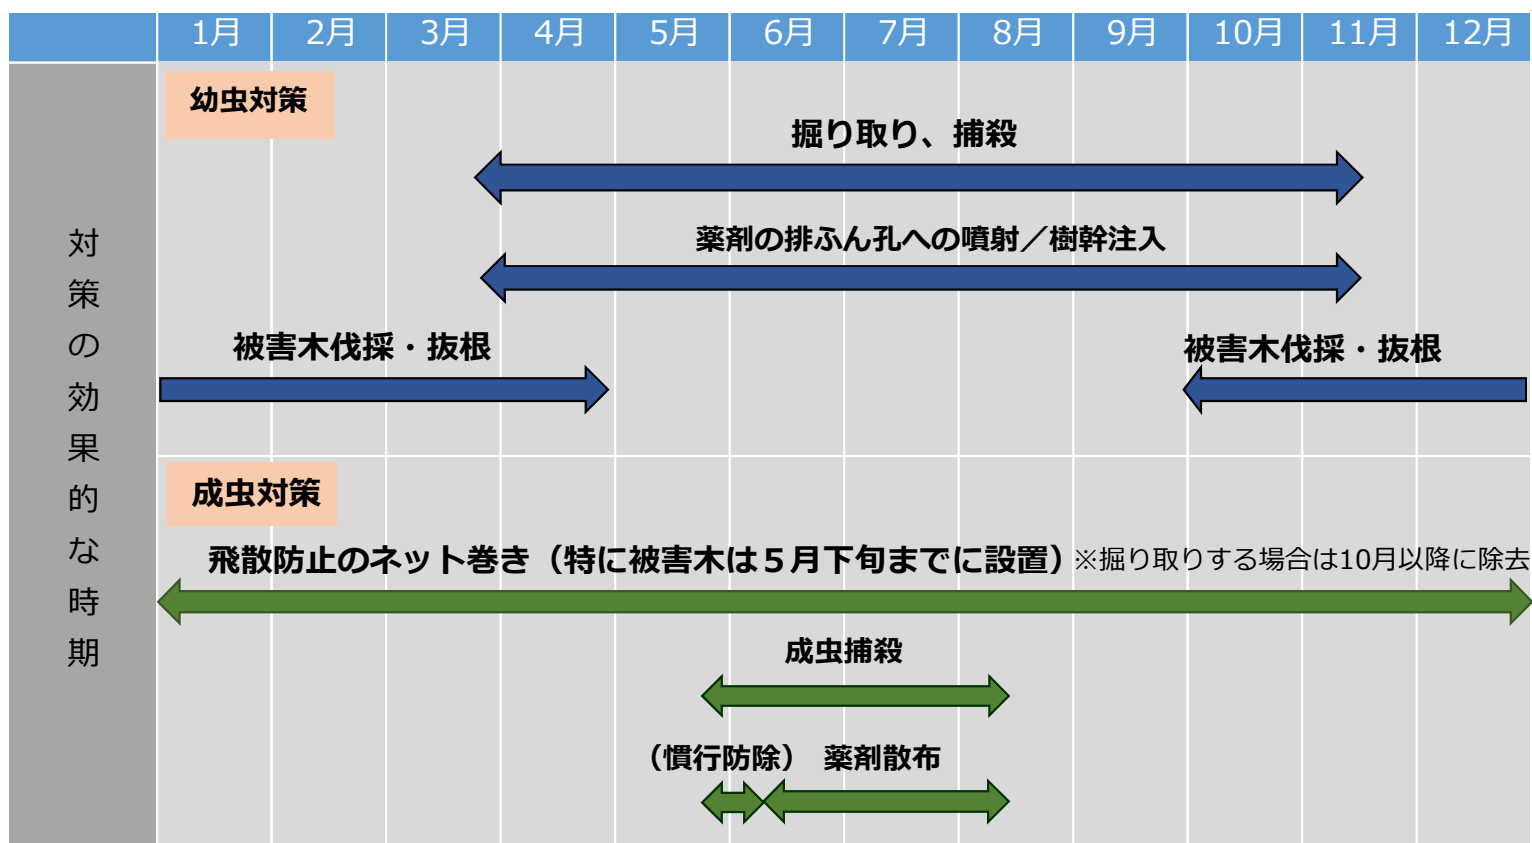 1月 2月 3月 4月 5月 6月 7月 8月 9月 10月 11月 12月
対策の効果的な時期
幼虫対策
掘り取り、捕殺
薬剤の排ふん孔への噴射／樹幹注入
被害木伐採・抜根 被害木伐採・抜根
成虫対策
飛散防止のネット巻き（特に被害木は５月下旬までに設置）※掘り取りする場合は10月以降に除去
成虫捕殺
（慣行防除） 薬剤散布